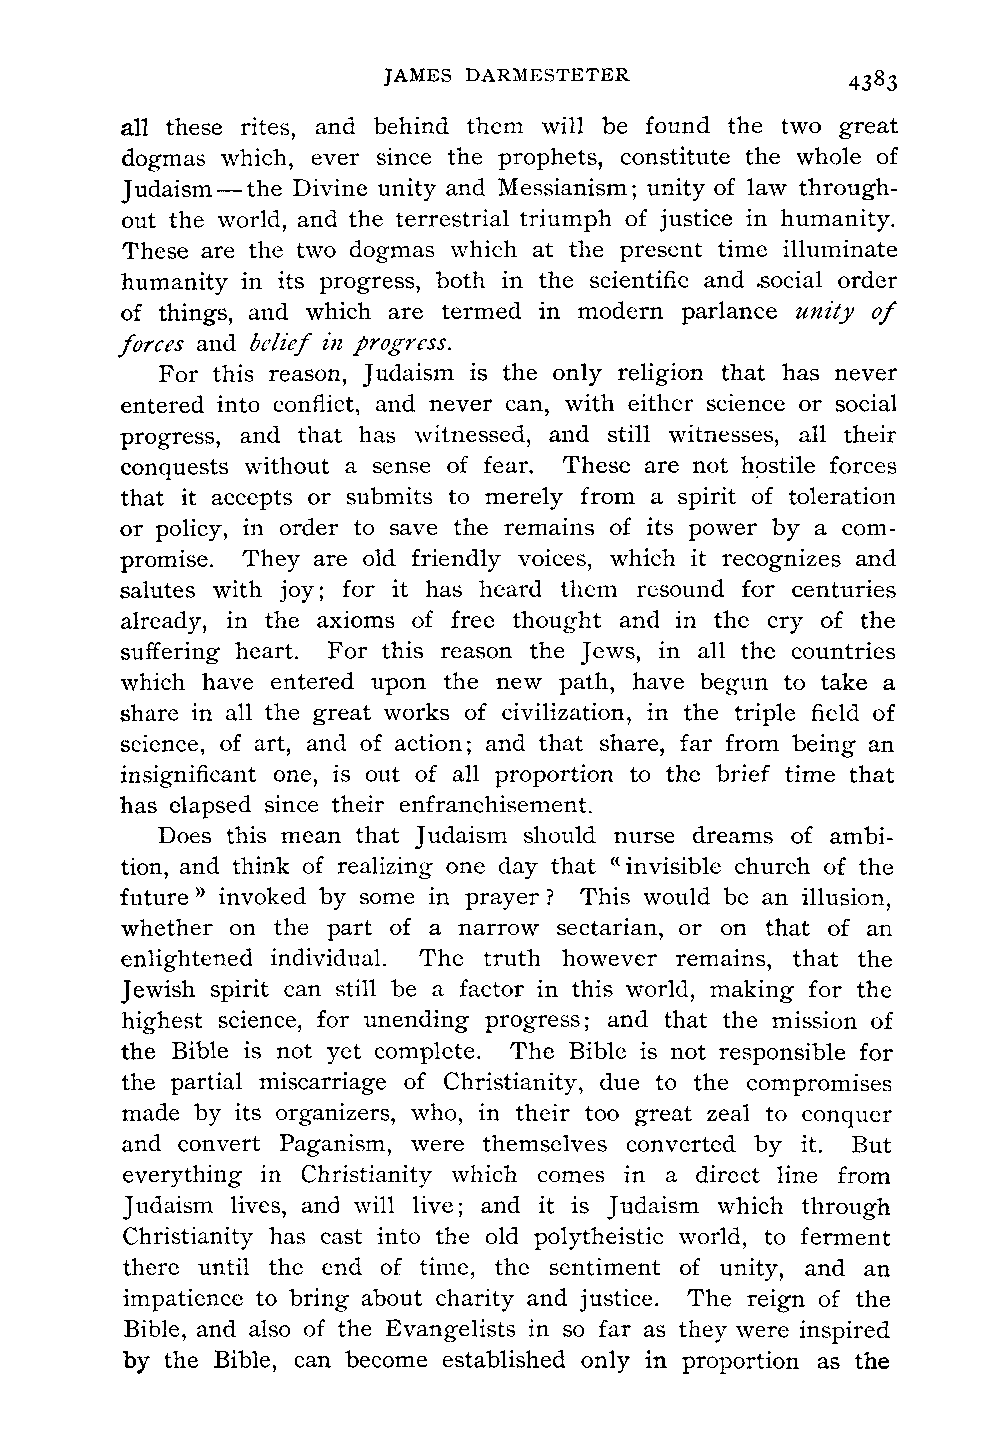 JAMES DARMESTETER 4383
all these rites, and behind them will be found the two great
dogmas which, ever since the prophets, constitute the whole of
Judaism—the Divine unity and Messianism; unity of law through-
out the world, and the terrestrial triumph of justice in humanity.
These are the two dogmas which at the present time illuminate
humanity in its progress, both in the scientific and social order
of things, and which are termed in modern parlance unity of
forces and belief in progress.
For this reason, Judaism is the only religion that has never
entered into conflict, and never can, with either science or social
progress, and that has witnessed, and still witnesses, all their
conquests without a sense of fear. These are not hostile forces
that it accepts or submits to merely from a spirit of toleration
or policy, in order to save the remains of its power by a com-
promise. They are old friendly voices, which it recognizes and
salutes with joy; for it has heard them resound for centuries
already, in the axioms of free thought and in the cry of the
suffering heart. For this reason the Jews, in all the countries
which have entered upon the new path, have begun to take a
share in all the great works of civilization, in the triple field of
science, of art, and of action; and that share, far from being an
insignificant one, is out of all proportion to the brief time that
has elapsed since their enfranchisement.
Does this mean that Judaism should nurse dreams of ambi-
tion, and think of realizing one day that «invisible church of the
future» invoked by some in prayer? This would be an illusion,
whether on the part of a narrow sectarian, or on that of an
enlightened individual. The truth however remains, that the
Jewish spirit can still be a factor in this world, making for the
highest science, for unending progress; and that the mission of
the Bible is not yet complete. The Bible is not responsible for
the partial miscarriage of Christianity, due to the compromises
made by its organizers, who, in their too great zeal to conquer
and convert Paganism, were themselves converted by it. But
everything in Christianity which comes in a direct line from
Judaism lives, and will live; and it is Judaism which through
Christianity has cast into the old polytheistic world, to ferment
there until the end of time, the sentiment of unity, and an
impatience to bring about charity and justice. The reign of the
Bible, and also of the Evangelists in so far as they were inspired
by the Bible, can become established only in proportion as the